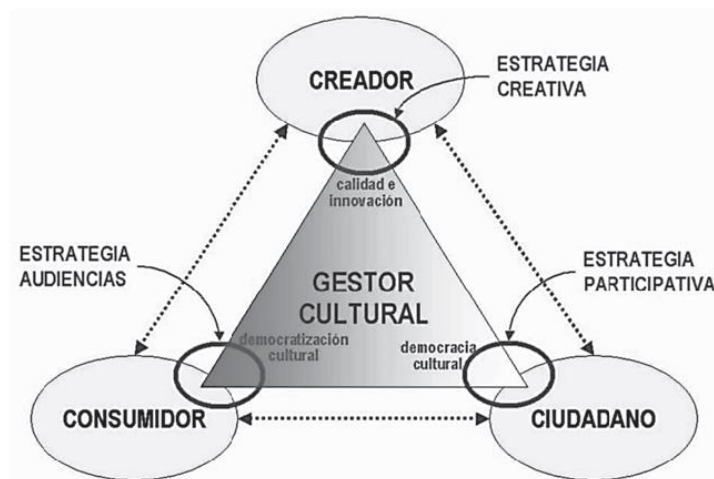 CREADOR
ESTRATEGIA
CREATIVA
calidad e
innovación
ESTRATEGIA
AUDIENCIAS
ESTRATEGIA
PARTICIPATIVA
GESTOR
CULTURAL
democratización
cultural
democracia
cultural
CONSUMIDOR
CIUDADANO